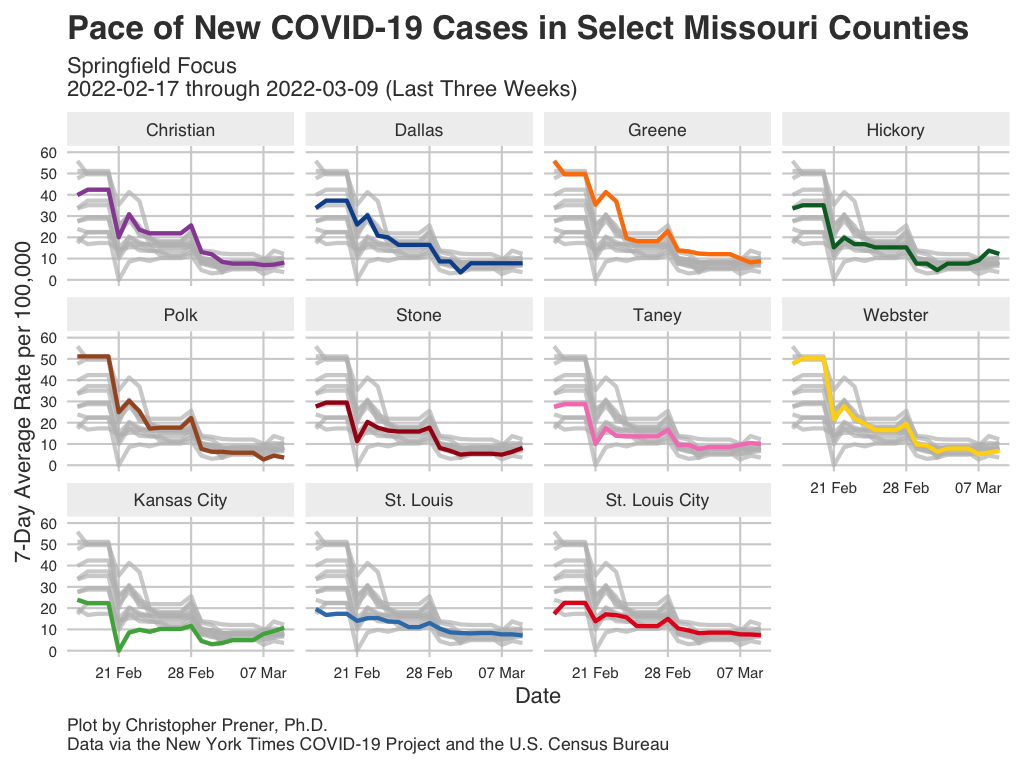 Pace of New COVID-19 Cases in Select Missouri Counties
Springfield Focus
2022-02-17 through 2022-03-09 (Last Three Weeks)
7-Day Average Rate per 100,000
Christian
Dallas
Greene
Hickory
60
50
40
30
20
10
0
Polk
Stone
Taney
Webster
60
50
40
30
20
10
0
21 Feb
28 Feb
07 Mar
Kansas City
St. Louis
St. Louis City
60
50
40
30
20
10
0
21 Feb
28 Feb
07 Mar
21 Feb
28 Feb
07 Mar
21 Feb
28 Feb
07 Mar
Date
Plot by Christopher Prener, Ph.D.
Data via the New York Times COVID-19 Project and the U.S. Census Bureau